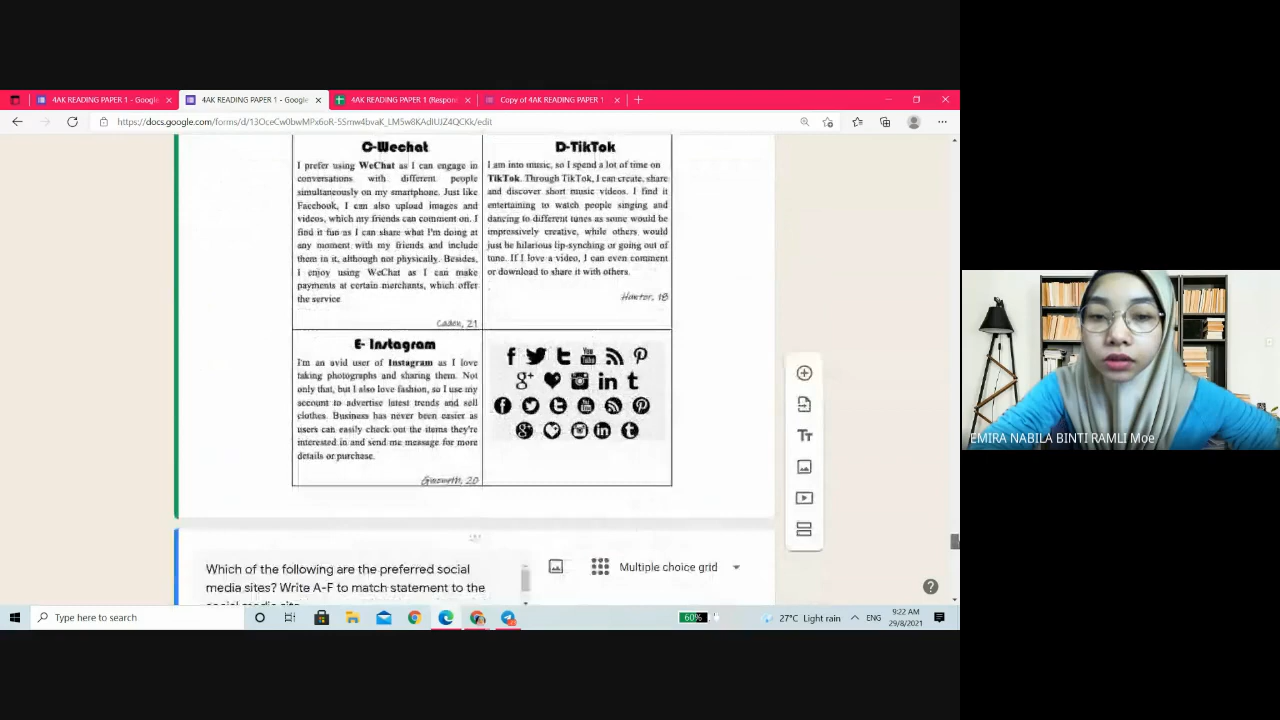 4AK READING PAPER 1 - Google
4AK READING PAPER 1 - Google
4AK READING PAPER 1 (Respon
Copy of 4AK READING PAPER 1
C-Wechat
I prefer using WeChat as I can engage in
conversations with different people
simultaneously on my smartphone. Just like
Facebook, I can also upload images and
videos, which my friends can comment on. I
find it fun as I can share what I'm doing at
any moment with my friends and include
them in it, although not physically. Besides,
I enjoy using WeChat as I can make
payments at certain merchants, which offer
the service
Caden, 21
D-TikTok
I am into music, so I spend a lot of time on
TikTok. Through TikTok, I can create, share
and discover short music videos. I find it
entertaining to watch people singing and
dancing to different tunes as some would be
impressively creative, while others would
just be hilarious lip-synching or going out of
tune. If I love a video, I can even comment
or download to share it with others.
18
E- Instagram
I'm an avid user of Instagram as I love
taking photographs and sharing them. Not
only that, but I also love fashion, so I use my
account to advertise latest trends and sell
clothes. Business has never been easier as
users can easily check out the items they're
interested in and send me message for more
details or purchase.
20
You Tube
Which of the following are the preferred social
media sites? Write A-F to match statement to the
Multiple choice grid
Type here to search
60%
27°C Light rain
ENG
9:22 AM
29/8/2021
EMIRA NABILA BINTI RAMLI Moe